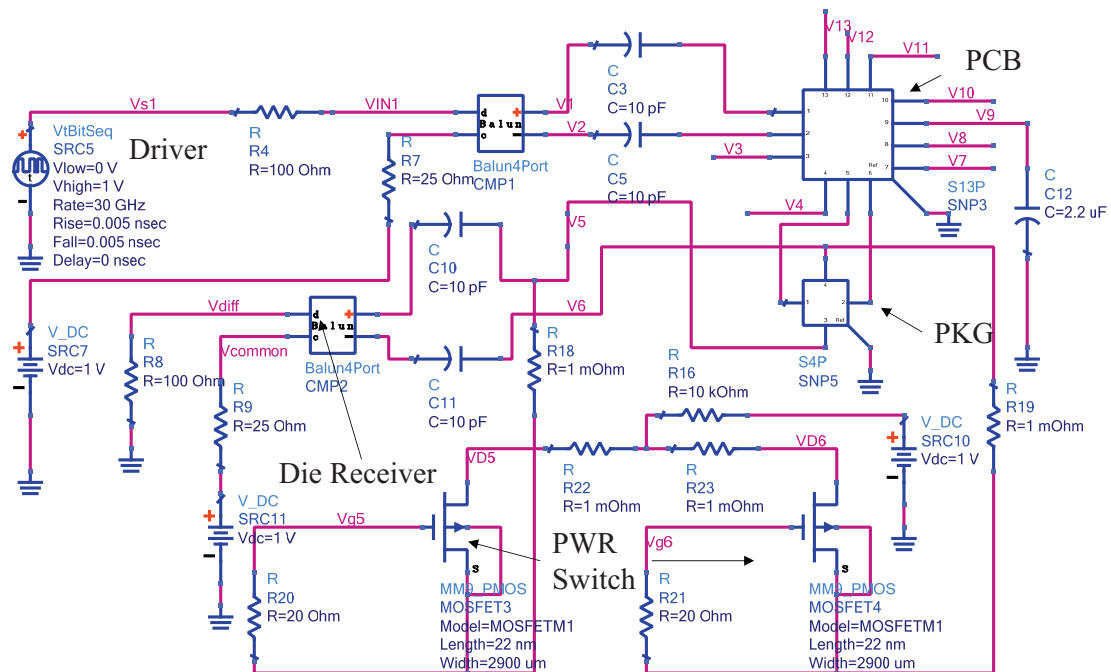 V13
V12
V11
PCB
V10
V9
V8
V7
V3
V4
13
12
11
10
9
8
7
1
2
3
4
5
6
Ref
S13P
SNP3
C
C12
C=2.2 uF
C
C3
C=10 pF
Vs1
VIN1
V1
V2
d
Balun
c
+
−
Balun4Port
CMP1
C
C5
C=10 pF
+
VtBitSeq
SRC5
Vlow=0 V
Vhigh=1 V
Rate=30 GHz
Rise=0.005 nsec
Fall=0.005 nsec
Delay=0 nsec
t
-
Driver
R
R4
R=100 Ohm
R
R7
R=25 Ohm
V5
C
C10
C=10 pF
V6
Vdiff
Vcommon
d
Balun
c
+
−
Balun4Port
CMP2
C
C11
C=10 pF
V_DC
SRC7
Vdc=1 V
+
-
R
R8
R=100 Ohm
R
R9
R=25 Ohm
Die Receiver
R
R18
R=1 mOhm
1
2
3
4
Ref
S4P
SNP5
PKG
R
R16
R=10 kOhm
R
R19
R=1 mOhm
V_DC
SRC10
Vdc=1 V
+
-
VD5
R
R22
R=1 mOhm
R
R23
R=1 mOhm
VD6
V_DC
SRC11
Vdc=1 V
+
-
Vg5
PWR
Switch
Vg6
s
s
R
R20
R=20 Ohm
MM9_PMOS
MOSFET3
Model=MOSFETM1
Length=22 nm
Width=2900 um
R
R21
R=20 Ohm
MM9_PMOS
MOSFET4
Model=MOSFETM1
Length=22 nm
Width=2900 um